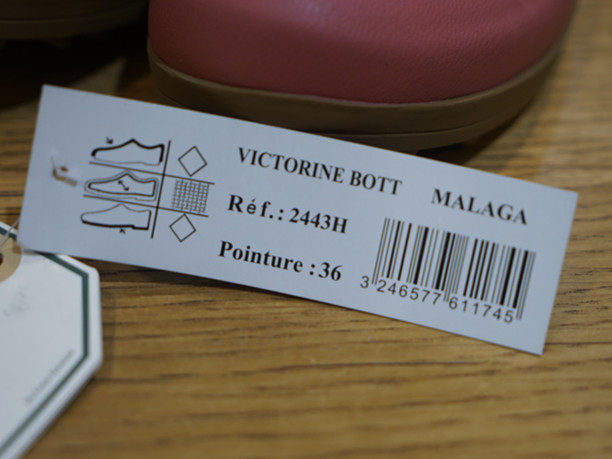 VICTORINE BOTT MALAGA
Réf.: 2443H
Pointure : 36
3 246577 611745